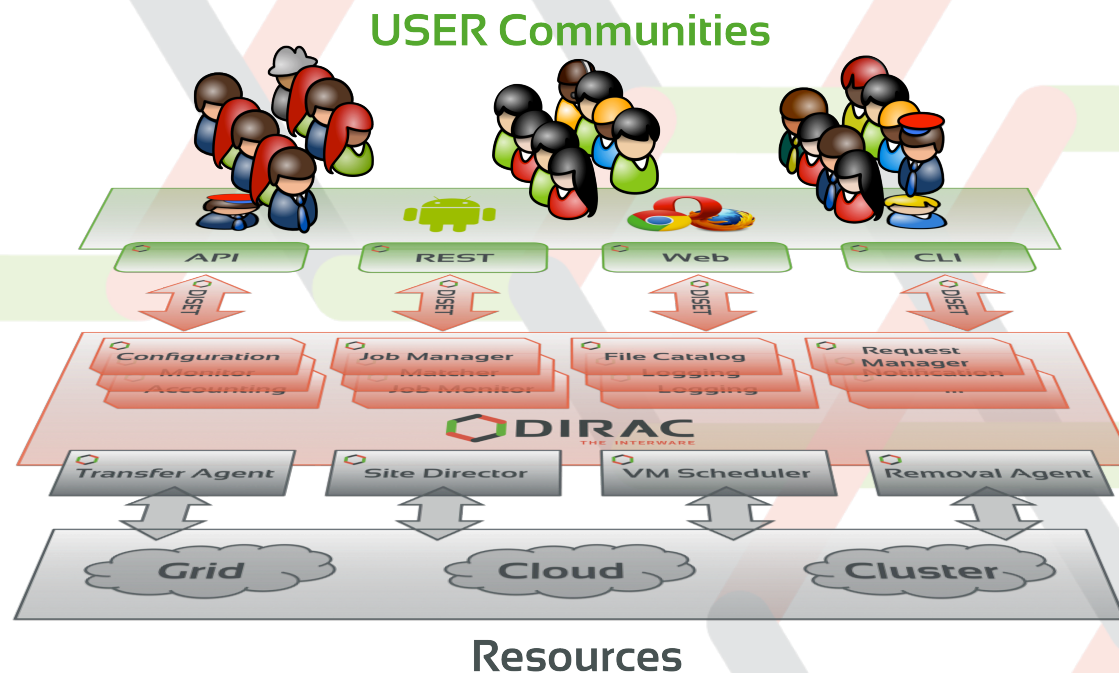 USER Communities
API REST Web CLI
DISET DISET DISET DISET
Configuration Job Manager File Catalog Request
Manager
Monitor Matcher Logging Notification
Accounting Job Monitor Logging ...
DIRAC
THE INTERWARE
Transfer Agent Site Director VM Scheduler Removal Agent
Grid Cloud Cluster
Resources